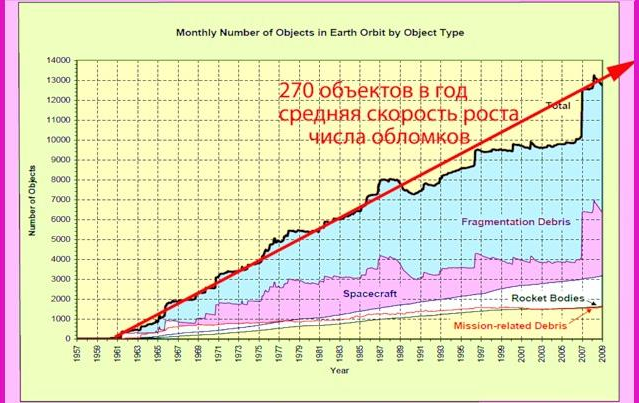 Monthly Number of Objects in Earth Orbit by Object Type
14000
13000
12000
11000
10000
9000
8000
7000
6000
5000
4000
3000
2000
1000
0
Number of Objects
270 объектов в год
средняя скорость роста
числа обломков
Total
Fragmentation Debris
Spacecraft
Rocket Bodies
Mission-related Debris
1957 1959 1961 1963 1965 1967 1969 1971 1973 1975 1977 1979 1981 1983 1985 1987 1989 1991 1993 1995 1997 1999 2001 2003 2005 2007 2009
Year